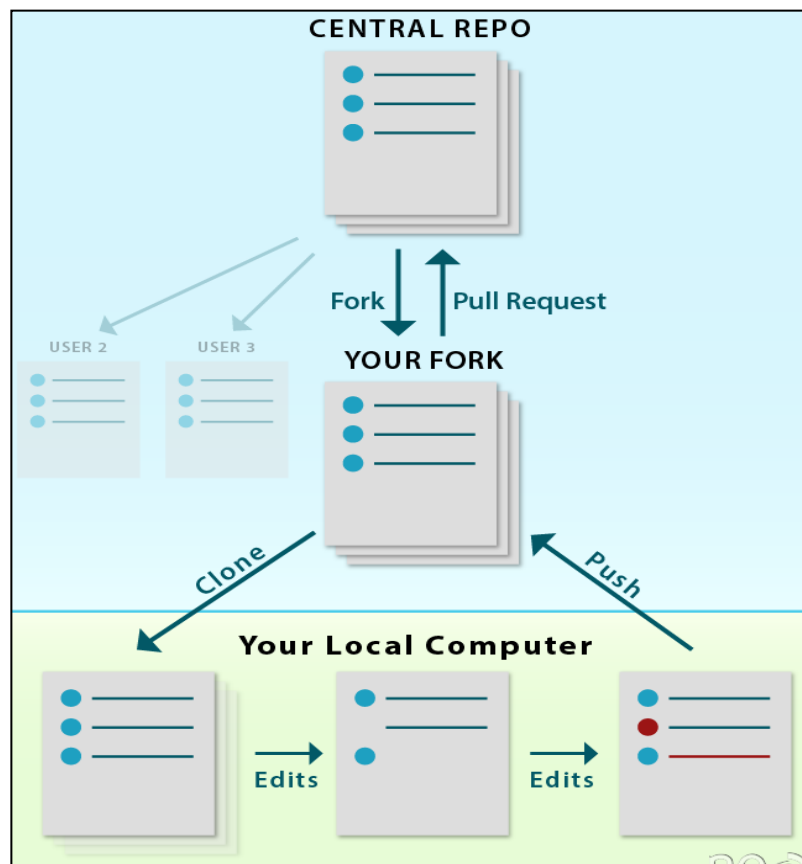 CENTRAL REPO
Fork
Pull Request
USER 2
USER 3
YOUR FORK
Clone
Push
Your Local Computer
Edits
Edits